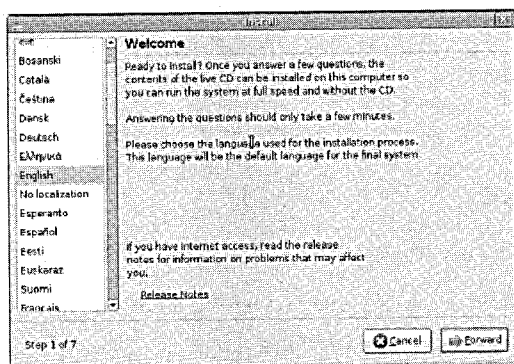 Install
Bosanski
Català
Čeština
Dansk
Deutsch
Ελληνικά
English
No localization
Esperanto
Español
Eesti
Euskaraz
Suomi
Français
Welcome
Ready to install? Once you answer a few questions, the
contents of the live CD can be installed on this computer so
you can run the system at full speed and without the CD.
Answering the questions should only take a few minutes.
Please choose the language used for the installation process.
This language will be the default language for the final system
If you have internet access, read the release
notes for information on problems that may affect
you.
Release Notes
Step 1 of 7
Cancel
Forward